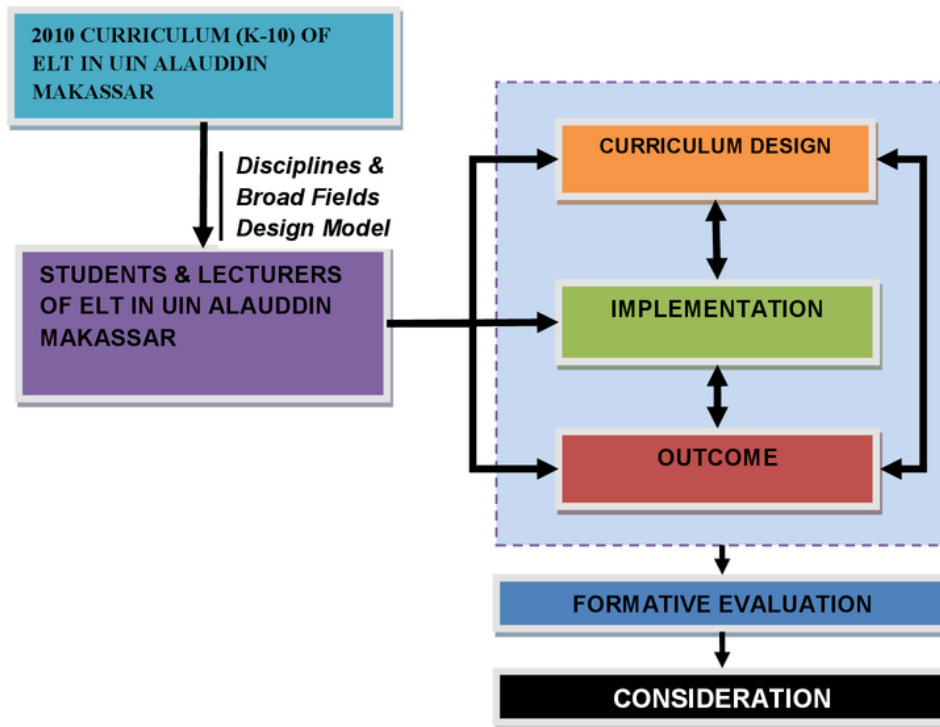 2010 CURRICULUM (K-10) OF
ELT IN UIN ALAUDDIN
MAKASSAR
Disciplines &
Broad Fields
Design Model
STUDENTS & LECTURERS
OF ELT IN UIN ALAUDDIN
MAKASSAR
CURRICULUM DESIGN
IMPLEMENTATION
OUTCOME
FORMATIVE EVALUATION
CONSIDERATION